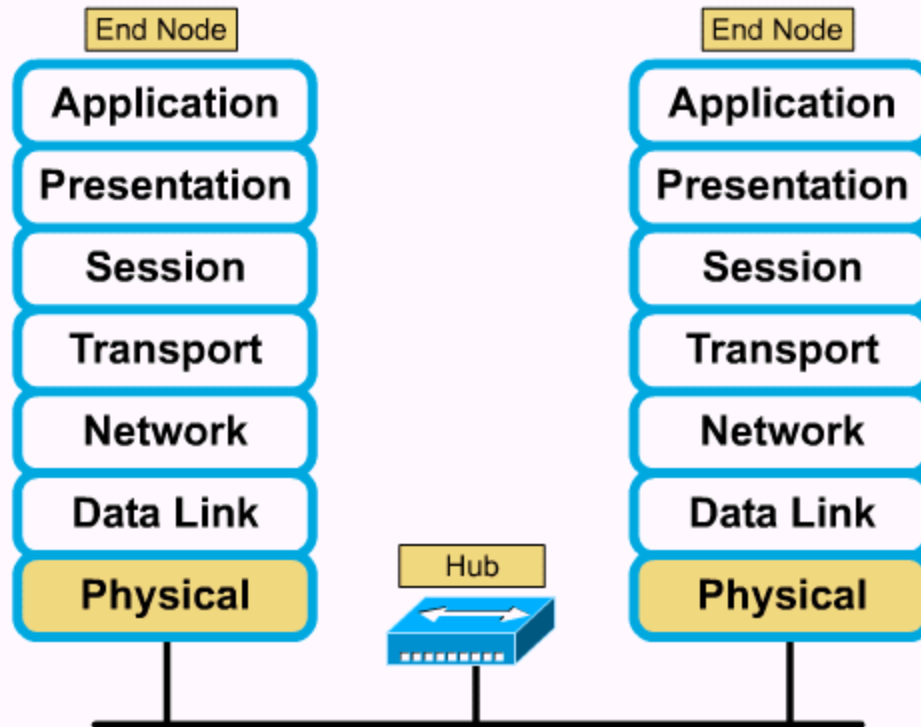 End Node
Application
Presentation
Session
Transport
Network
Data Link
Physical
Hub
End Node
Application
Presentation
Session
Transport
Network
Data Link
Physical